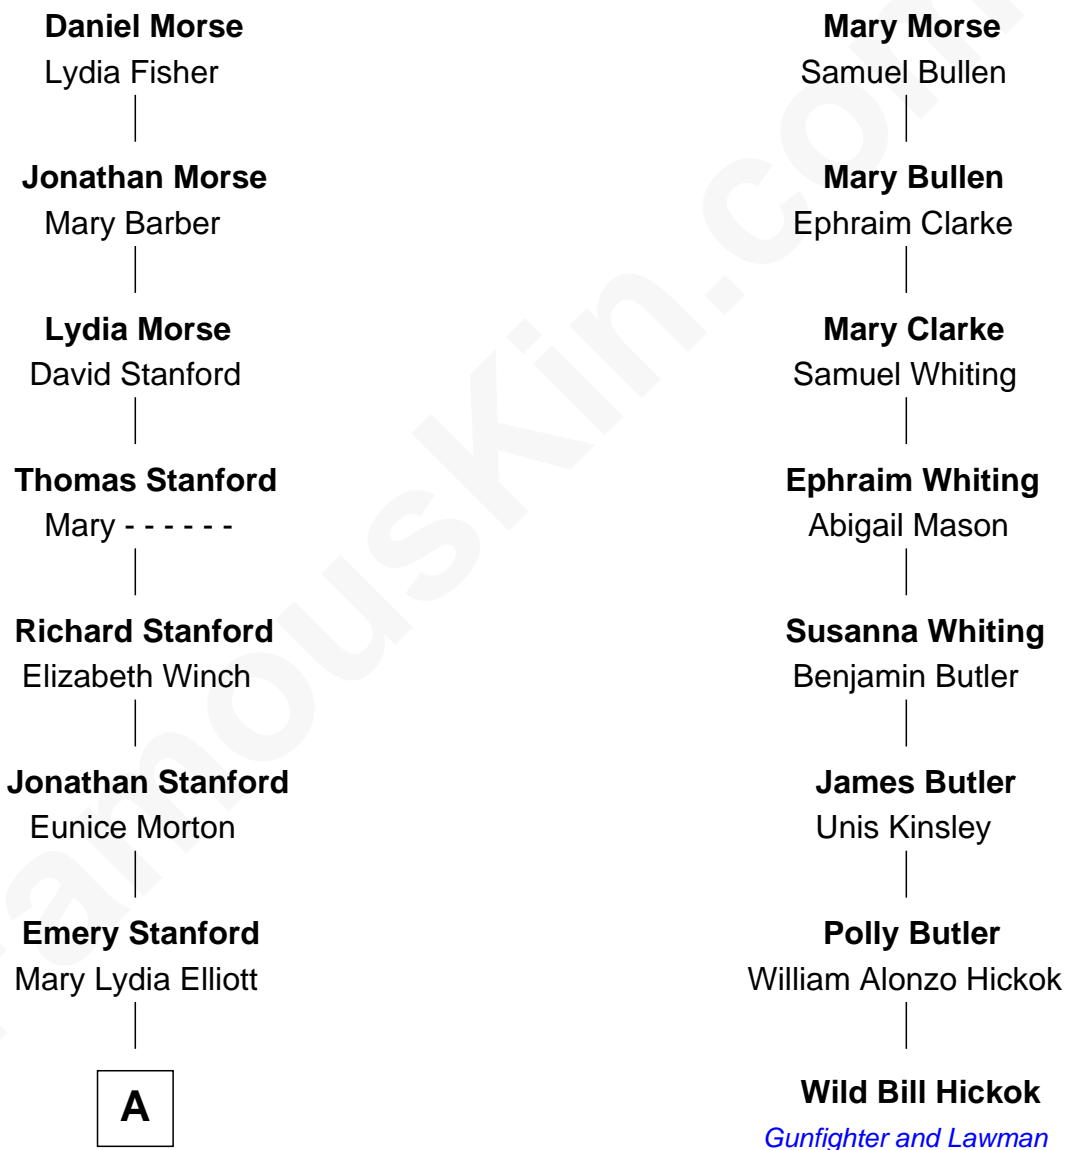 Daniel Morse
Lydia Fisher
Jonathan Morse
Mary Barber
Lydia Morse
David Stanford
Thomas Stanford
Mary - - - - - -
Richard Stanford
Elizabeth Winch
Jonathan Stanford
Eunice Morton
Emery Stanford
Mary Lydia Elliott
A
Mary Morse
Samuel Bullen
Mary Bullen
Ephraim Clarke
Mary Clarke
Samuel Whiting
Ephraim Whiting
Abigail Mason
Susanna Whiting
Benjamin Butler
James Butler
Unis Kinsley
Polly Butler
William Alonzo Hickok
Wild Bill Hickok
Gunfighter and Lawman
famouskin.com